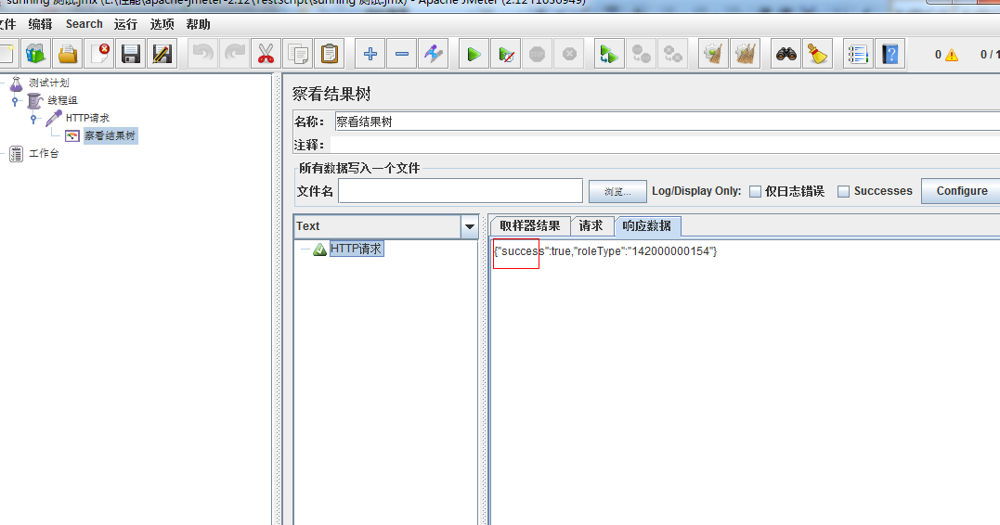 sunning 测试.jmx (E:\性能\apache-jmeter-2.12\TestScript\sunning 测试.jmx) - Apache JMeter (2.12 r1636949)
文件 编辑 Search 运行 选项 帮助
0 0 / 1
测试计划
线程组
HTTP请求
察看结果树
工作台
察看结果树
名称： 察看结果树
注释：
所有数据写入一个文件
文件名 浏览... Log/Display Only: 仅日志错误 Successes Configure
Text
HTTP请求
取样器结果 请求 响应数据
{"success":true,"roleType":"142000000154"}